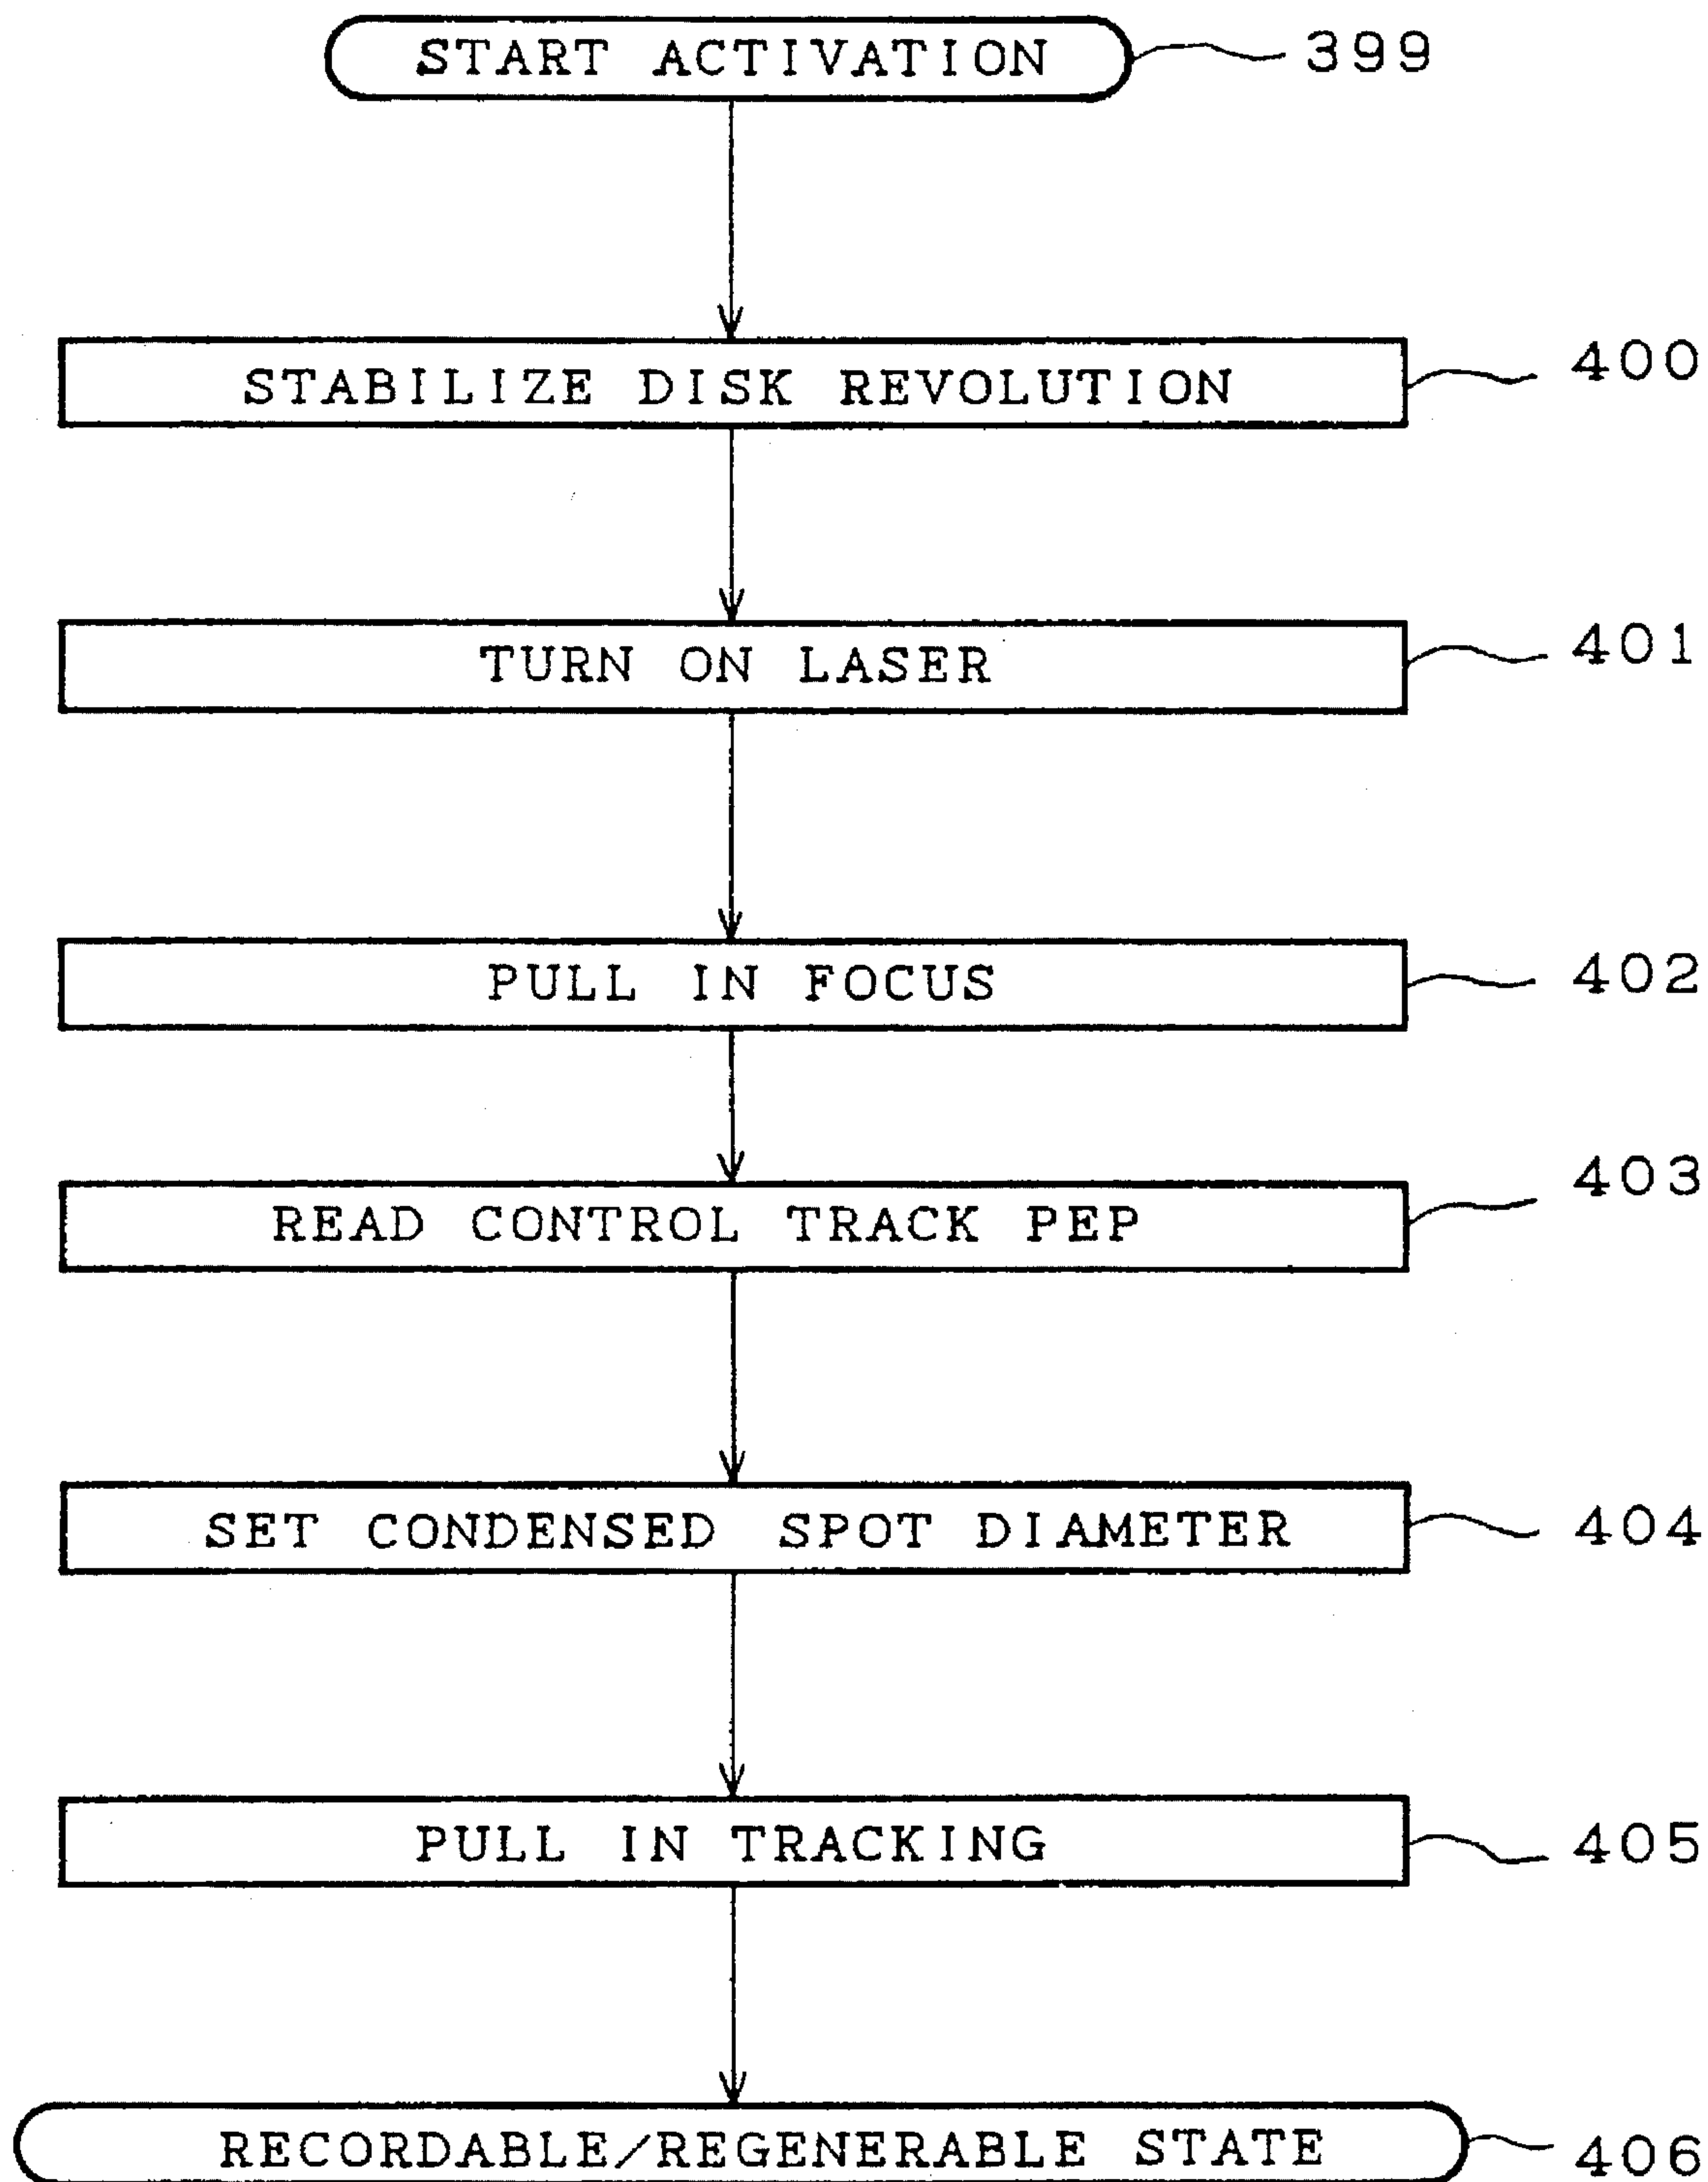 START ACTIVATION 399
STABILIZE DISK REVOLUTION 400
TURN ON LASER 401
PULL IN FOCUS 402
READ CONTROL TRACK PEP 403
SET CONDENSED SPOT DIAMETER 404
PULL IN TRACKING 405
RECORDABLE/REGENERABLE STATE 406